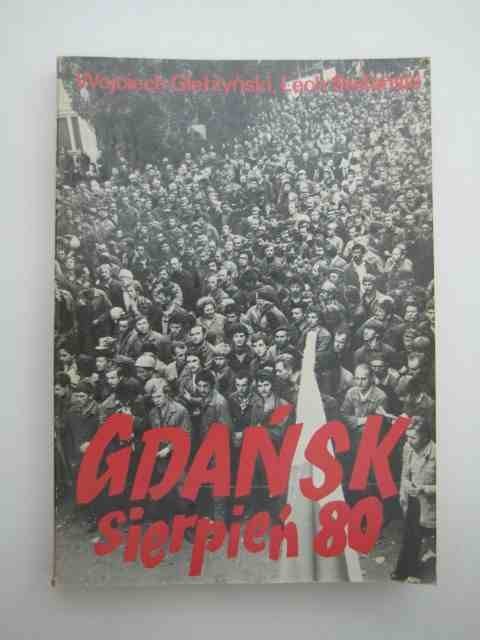 Wojciech Giełżyński, Lech Stefański
GDAŃSK
sierpień 80